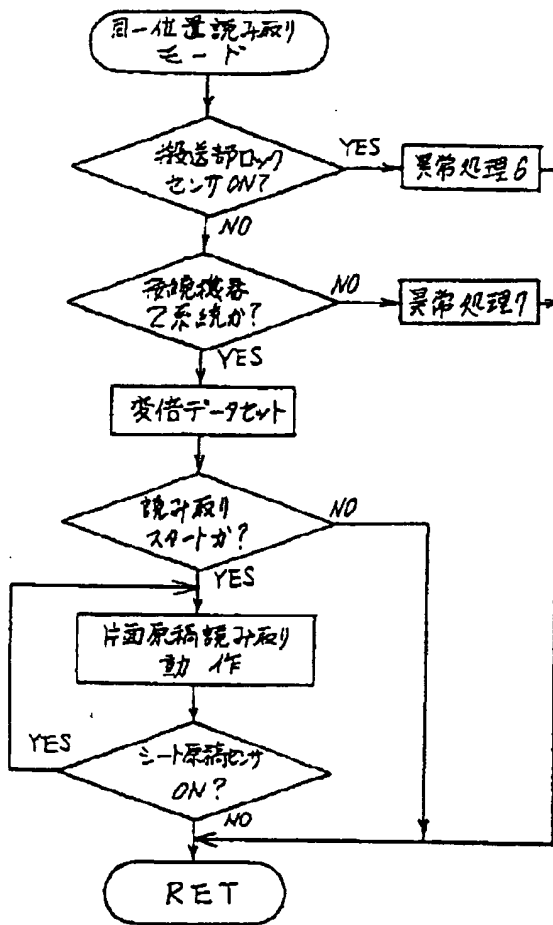 同一位置読み取り
モード
搬送部ロック
センサON?
YES
異常処理6
NO
接続機器
2系統か?
NO
異常処理7
YES
変倍データセット
読み取り
スタートか?
NO
YES
片面原稿読み取り
動作
YES
シート原稿センサ
ON?
NO
RET